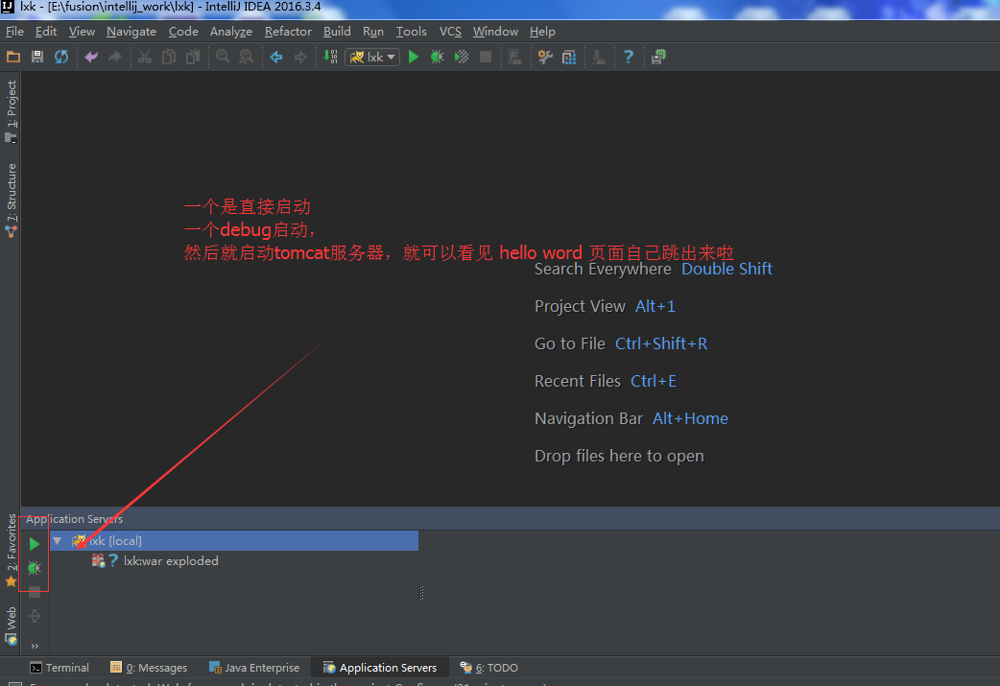 lxk - [E:\fusion\intellij_work\lxk] - IntelliJ IDEA 2016.3.4
File Edit View Navigate Code Analyze Refactor Build Run Tools VCS Window Help
lxk
1: Project
7: Structure
一个是直接启动
一个debug启动，
然后就启动tomcat服务器，就可以看见 hello word 页面自己跳出来啦
Search Everywhere Double Shift
Project View Alt+1
Go to File Ctrl+Shift+R
Recent Files Ctrl+E
Navigation Bar Alt+Home
Drop files here to open
2: Favorites
Web
Application Servers
lxk [local]
lxk:war exploded
Terminal 0: Messages Java Enterprise Application Servers 6: TODO